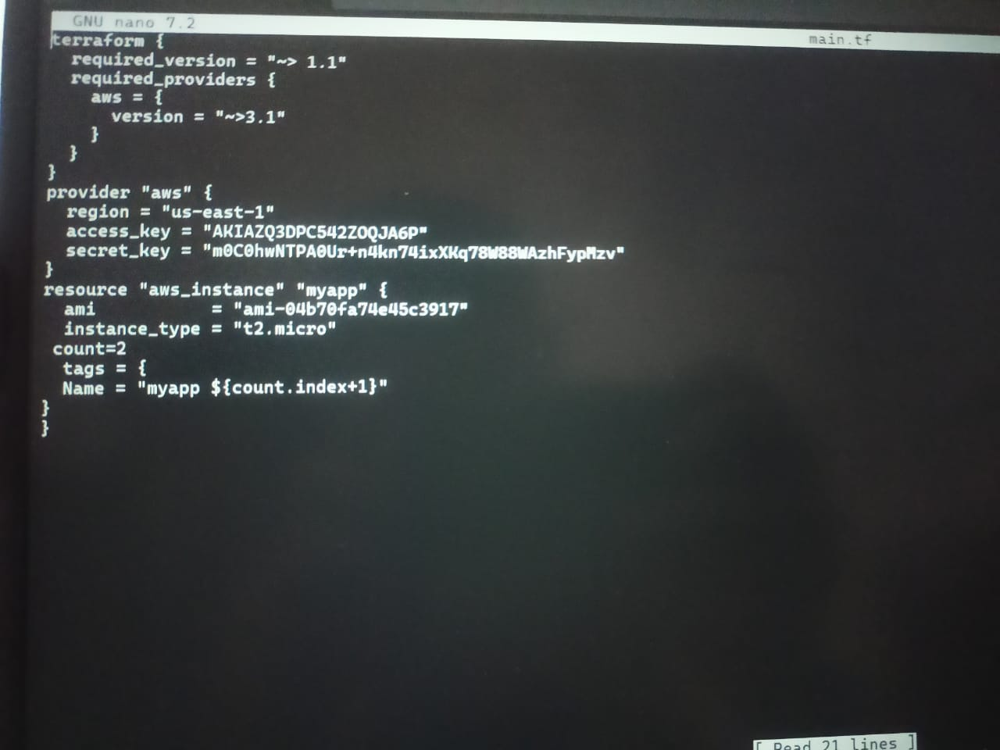 GNU nano 7.2
main.tf
terraform {
required_version = "~> 1.1"
required_providers {
aws = {
version = "~>3.1"
}
}
}
provider "aws" {
region = "us-east-1"
access_key = "AKIAZQ3DPC542ZOQJA6P"
secret_key = "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"
}
resource "aws_instance" "myapp" {
ami = "ami-04b70fa74e45c3917"
instance_type = "t2.micro"
count=2
tags = {
Name = "myapp ${count.index+1}"
}
}
[ Read 21 lines ]